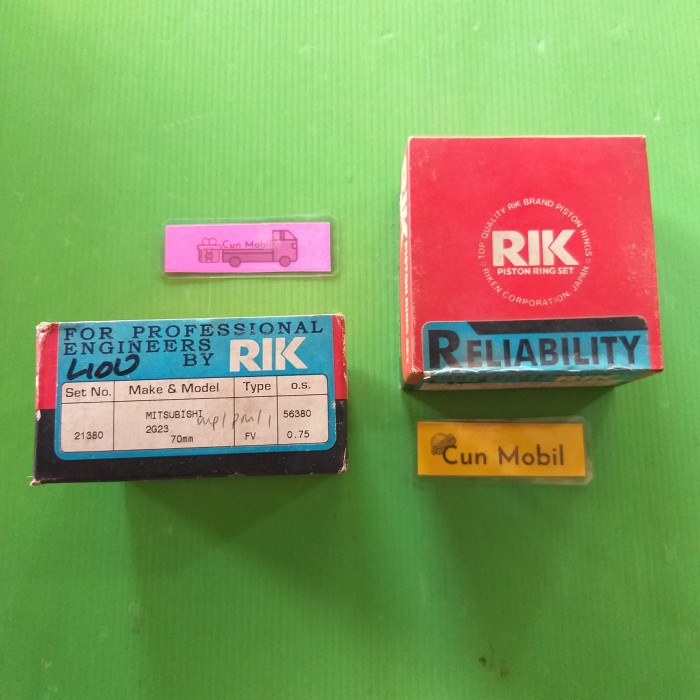 Cun Mobil
FOR PROFESSIONAL
ENGINEERS
BY RIK
Set No. Make & Model Type o.s.
MITSUBISHI 56380
2G23
21380 70mm FV 0.75
TOP QUALITY RIK BRAND PISTON RINGS
RIK
PISTON RING SET
RIKEN CORPORATION, JAPAN
RELIABILITY
RIK
Cun Mobil